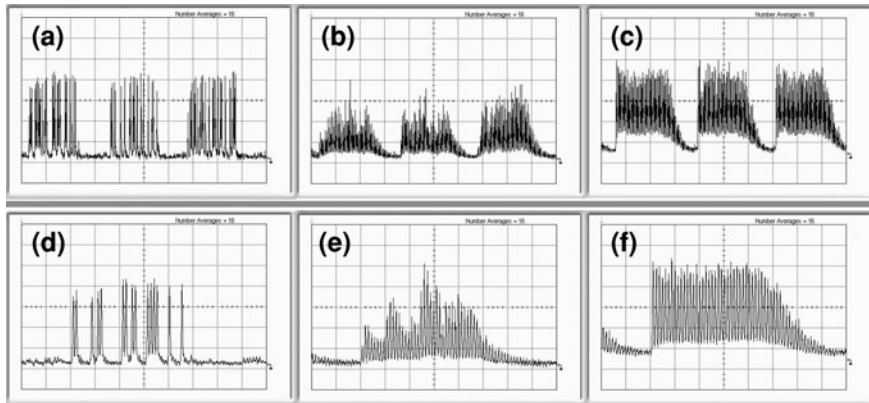 Number Averages = 16
Number Averages = 16
Number Averages = 16
(a)
(b)
(c)
Number Averages = 16
Number Averages = 16
Number Averages = 16
(d)
(e)
(f)